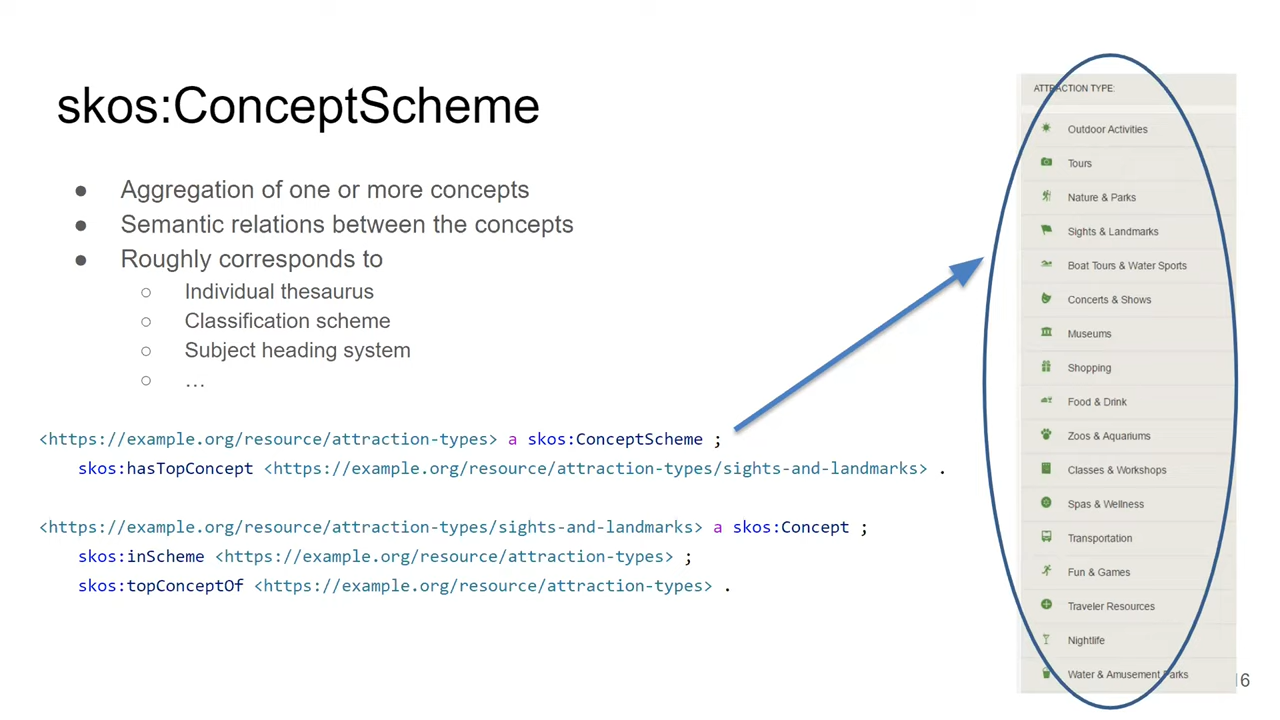 skos:ConceptScheme
● Aggregation of one or more concepts
● Semantic relations between the concepts
● Roughly corresponds to
○ Individual thesaurus
○ Classification scheme
○ Subject heading system
○ …
<https://example.org/resource/attraction-types> a skos:ConceptScheme ;
skos:hasTopConcept <https://example.org/resource/attraction-types/sights-and-landmarks> .
<https://example.org/resource/attraction-types/sights-and-landmarks> a skos:Concept ;
skos:inScheme <https://example.org/resource/attraction-types> ;
skos:topConceptOf <https://example.org/resource/attraction-types> .
ATTRACTION TYPE:
Outdoor Activities
Tours
Nature & Parks
Sights & Landmarks
Boat Tours & Water Sports
Concerts & Shows
Museums
Shopping
Food & Drink
Zoos & Aquariums
Classes & Workshops
Spas & Wellness
Transportation
Fun & Games
Traveler Resources
Nightlife
Water & Amusement Parks
16